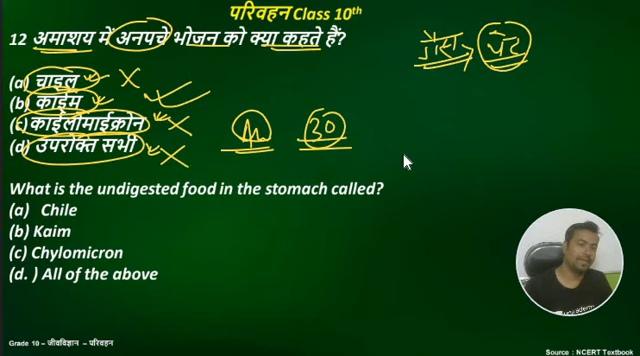 परिवहन Class 10th
12 अमाशय में अनपचे भोजन को क्या कहते हैं?
(a) चाइल
(b) काईम
(c) काईलोमाईक्रोन
(d) उपरोक्त सभी
30
What is the undigested food in the stomach called?
(a) Chile
(b) Kaim
(c) Chylomicron
(d. ) All of the above
Grade 10 – जीवविज्ञान – परिवहन
Source : NCERT Textbook